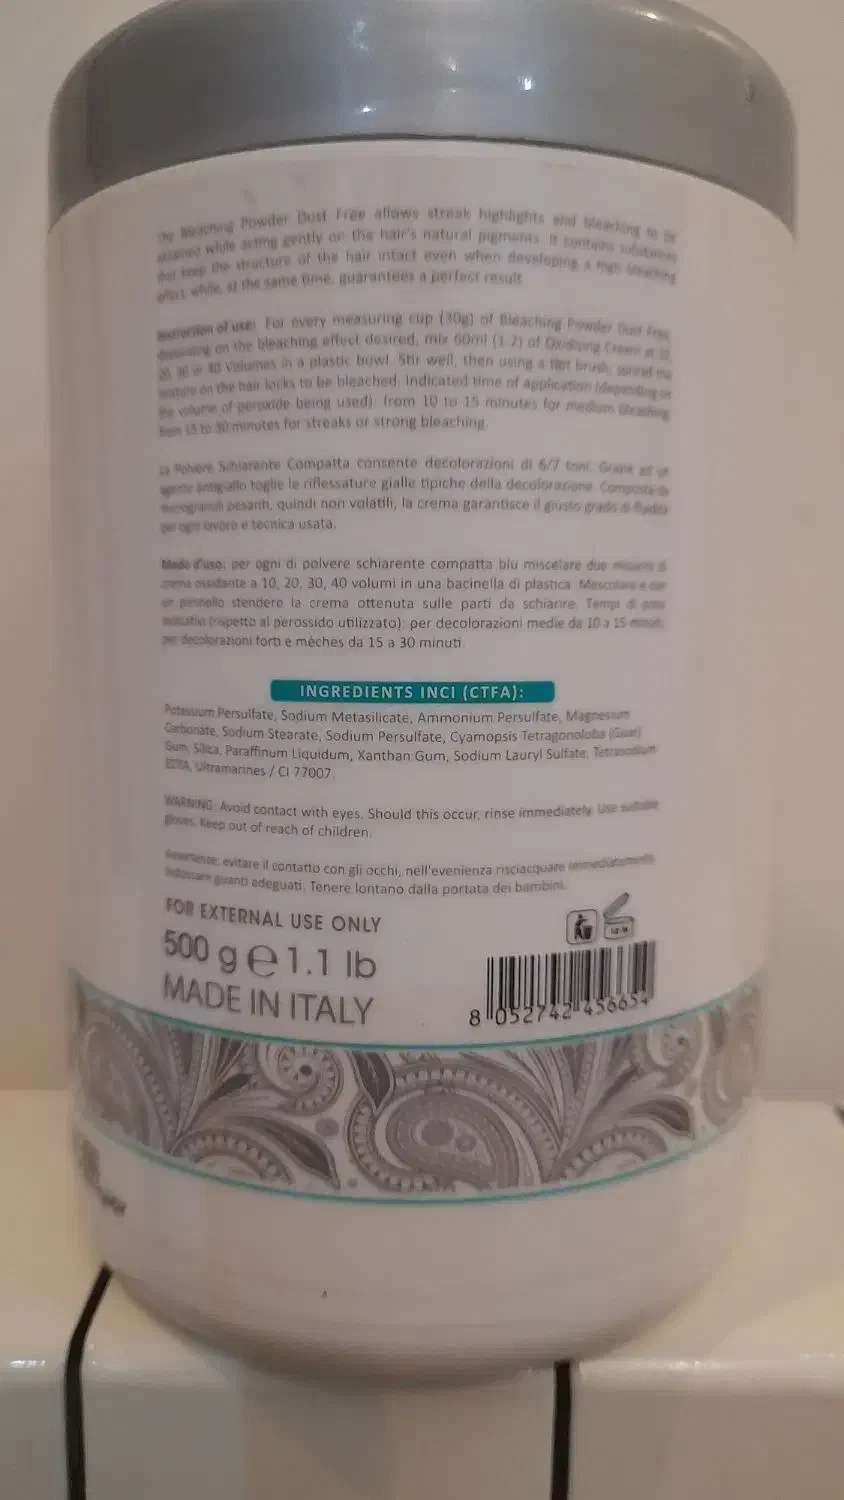 The Bleaching Powder Dust Free allows streak highlights and bleaching to be
obtained while acting gently on the hair's natural pigments. It contains substances
that keep the structure of the hair intact even when developing a high bleaching
effect while, at the same time, guarantees a perfect result.
Instruction of use: For every measuring cup (30g) of Bleaching Powder Dust Free,
depending on the bleaching effect desired, mix 60ml (1:2) of Oxidising Cream at 10,
20, 30 or 40 Volumes in a plastic bowl. Stir well, then using a tint brush, spread the
mixture on the hair locks to be bleached. Indicated time of application (depending on
the volume of peroxide being used): from 10 to 15 minutes for medium bleaching,
from 15 to 30 minutes for streaks or strong bleaching.
La Polvere Schiarente Compatta consente decolorazioni di 6/7 toni. Grazie ad un
agente antigiallo toglie le riflessature gialle tipiche della decolorazione. Composta da
microgranuli pesanti, quindi non volatili, la crema garantisce il giusto grado di fluidità
per ogni lavoro e tecnica usata.
Modo d'uso: per ogni di polvere schiarente compatta blu miscelare due misurini di
crema ossidante a 10, 20, 30, 40 volumi in una bacinella di plastica. Mescolare e con
un pennello stendere la crema ottenuta sulle parti da schiarire. Tempi di posa
indicativi (rispetto al perossido utilizzato): per decolorazioni medie da 10 a 15 minuti;
per decolorazioni forti e mèches da 15 a 30 minuti.
INGREDIENTS INCI (CTFA):
Potassium Persulfate, Sodium Metasilicate, Ammonium Persulfate, Magnesium
Carbonate, Sodium Stearate, Sodium Persulfate, Cyamopsis Tetragonoloba (Guar)
Gum, Silica, Paraffinum Liquidum, Xanthan Gum, Sodium Lauryl Sulfate, Tetrasodium
EDTA, Ultramarines / CI 77007.
WARNING: Avoid contact with eyes. Should this occur, rinse immediately. Use suitable
gloves. Keep out of reach of children.
Avvertenze: evitare il contatto con gli occhi, nell'evenienza risciacquare immediatamente.
Indossare guanti adeguati. Tenere lontano dalla portata dei bambini.
FOR EXTERNAL USE ONLY
500 g e 1.1 lb
MADE IN ITALY
8 052742 456654